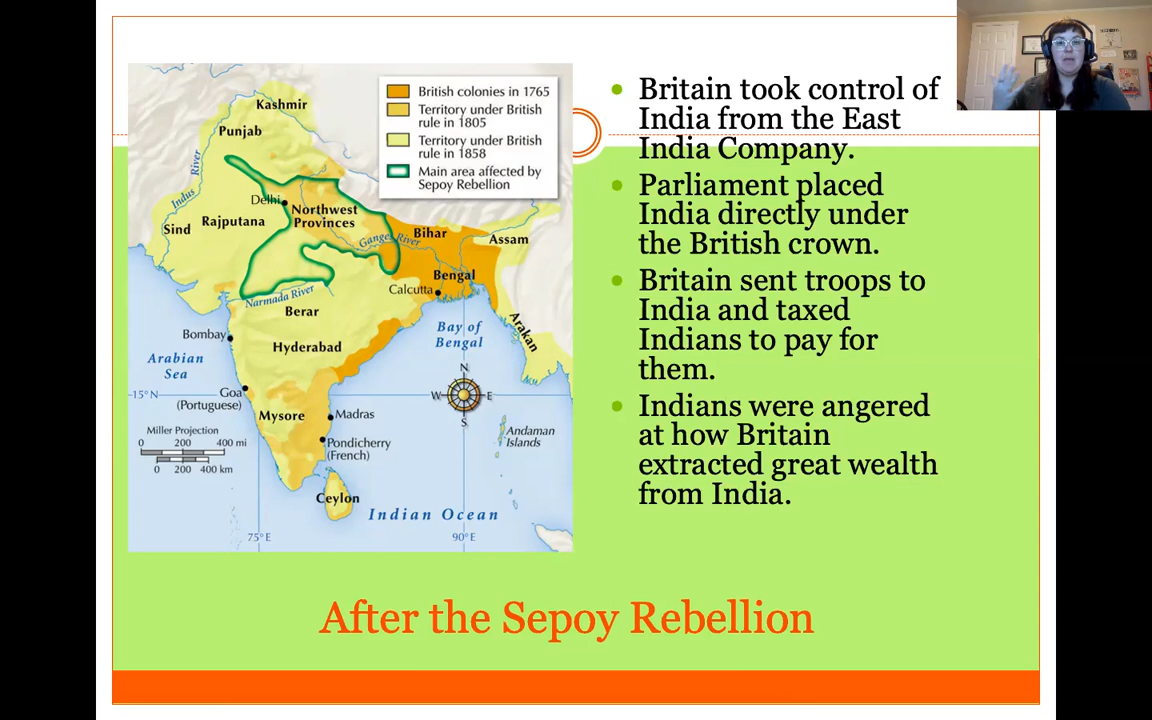 British colonies in 1765
Territory under British
rule in 1805
Territory under British
rule in 1858
Main area affected by
Sepoy Rebellion
Kashmir
Punjab
Indus River
Delhi
Northwest
Provinces
Rajputana
Sind
Ganges River
Bihar
Assam
Bengal
Calcutta
Narmada River
Berar
Arakan
Bombay
Hyderabad
Bay of
Bengal
Arabian
Sea
N
W
E
S
15°N
Goa
(Portuguese)
Mysore
Madras
Miller Projection
0 200 400 mi
0 200 400 km
Pondicherry
(French)
Andaman
Islands
Ceylon
Indian Ocean
75°E
90°E
• Britain took control of
India from the East
India Company.
• Parliament placed
India directly under
the British crown.
• Britain sent troops to
India and taxed
Indians to pay for
them.
• Indians were angered
at how Britain
extracted great wealth
from India.
After the Sepoy Rebellion